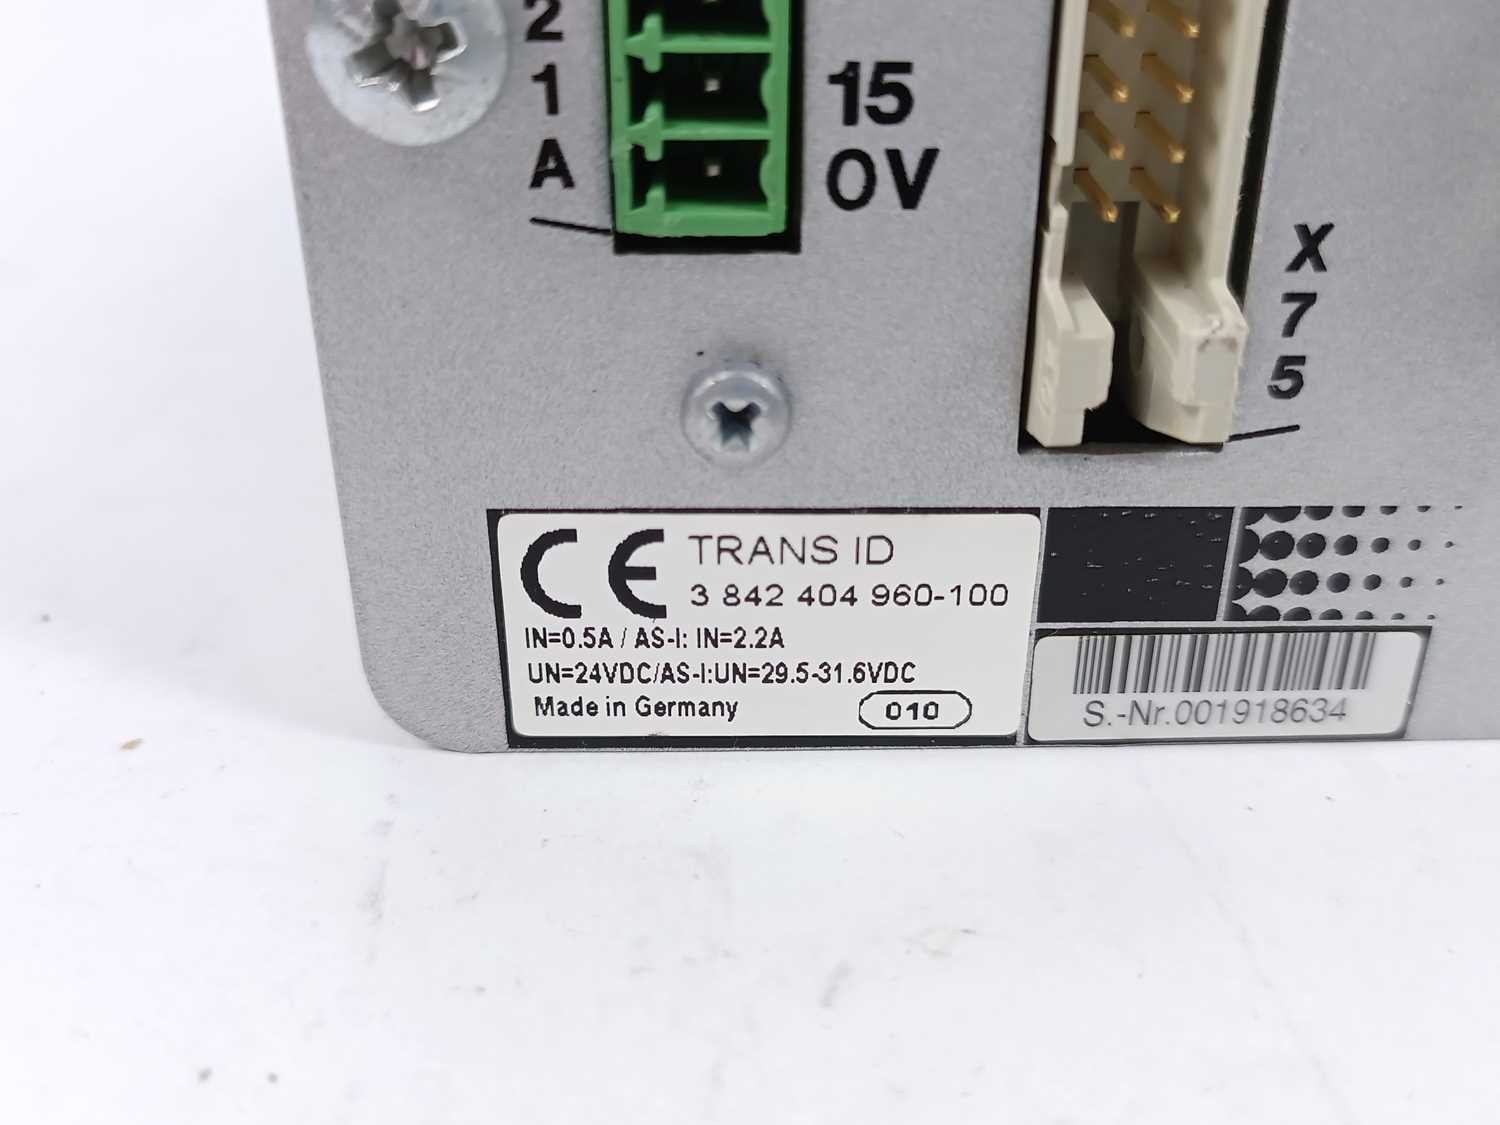 2
1
A
15
0V
X
7
5
CE TRANS ID
3 842 404 960-100
IN=0.5A / AS-I: IN=2.2A
UN=24VDC/AS-I:UN=29.5-31.6VDC
Made in Germany 010
S.-Nr.001918634